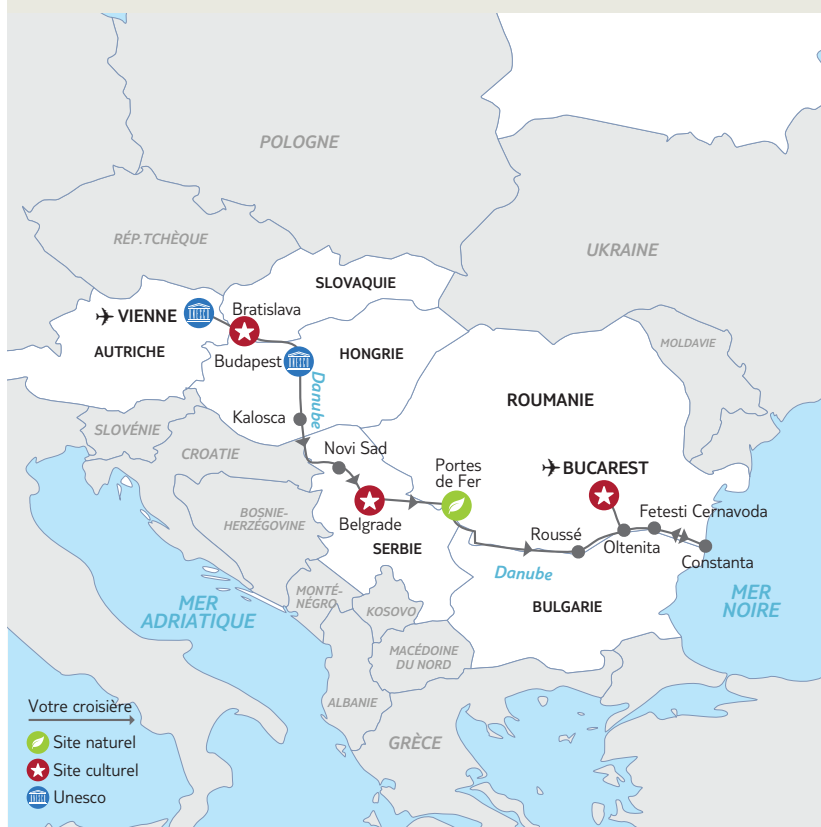 POLOGNE
RÉP.TCHÈQUE
UKRAINE
SLOVAQUIE
VIENNE
Bratislava
AUTRICHE
Budapest
HONGRIE
MOLDAVIE
Danube
ROUMANIE
Kalosca
SLOVÉNIE
CROATIE
Novi Sad
Portes
de Fer
BUCAREST
BOSNIE-
HERZÉGOVINE
Belgrade
Fetesti Cernavoda
Roussé
Oltenita
SERBIE
Constanta
Danube
MER
ADRIATIQUE
MONTÉ-
NÉGRO
KOSOVO
BULGARIE
MER
NOIRE
MACÉDOINE
DU NORD
ALBANIE
GRÈCE
Votre croisière
Site naturel
Site culturel
Unesco